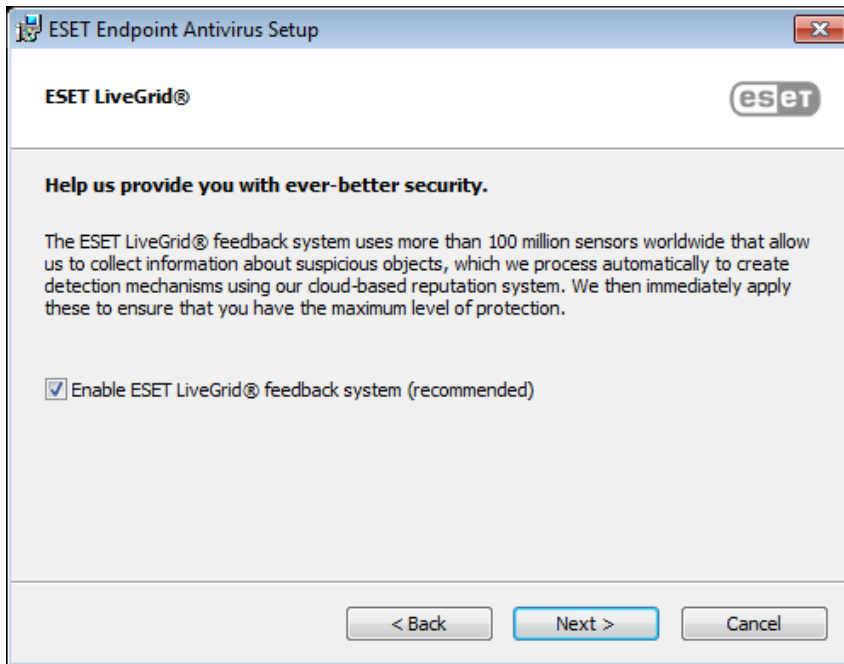 ESET Endpoint Antivirus Setup
ESET LiveGrid®
eseT
Help us provide you with ever-better security.
The ESET LiveGrid® feedback system uses more than 100 million sensors worldwide that allow
us to collect information about suspicious objects, which we process automatically to create
detection mechanisms using our cloud-based reputation system. We then immediately apply
these to ensure that you have the maximum level of protection.
Enable ESET LiveGrid® feedback system (recommended)
< Back
Next >
Cancel